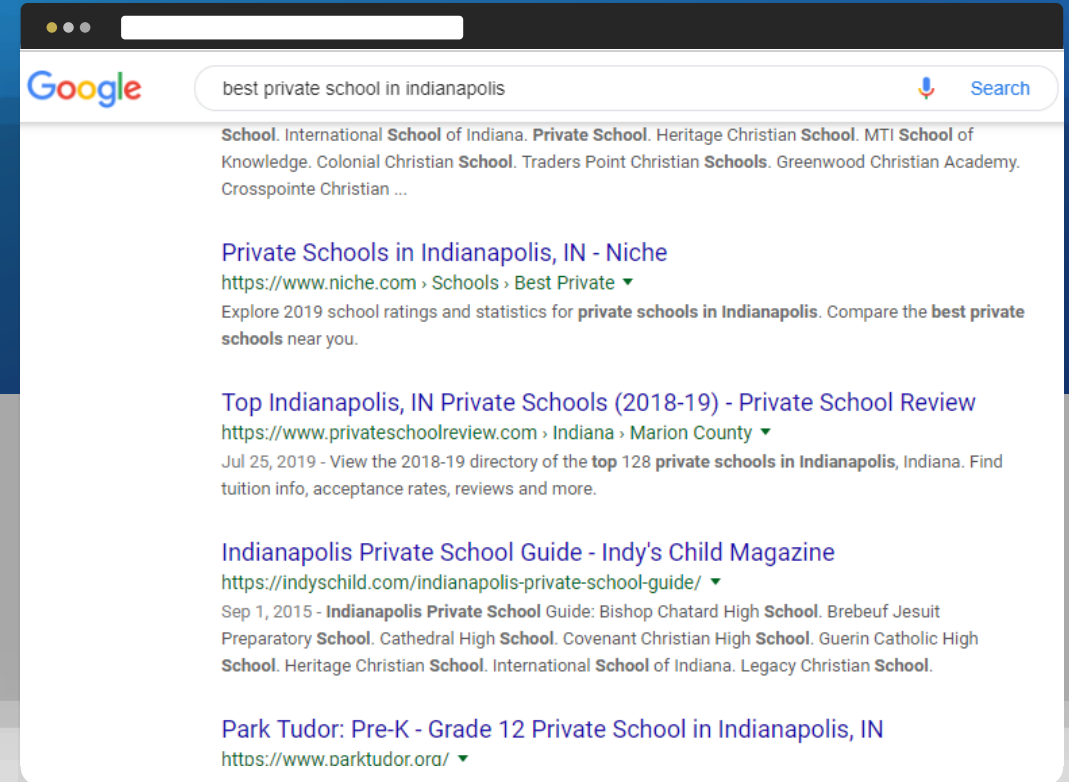 Google
best private school in indianapolis
Search
School. International School of Indiana. Private School. Heritage Christian School. MTI School of
Knowledge. Colonial Christian School. Traders Point Christian Schools. Greenwood Christian Academy.
Crosspointe Christian ...
Private Schools in Indianapolis, IN - Niche
https://www.niche.com › Schools › Best Private
Explore 2019 school ratings and statistics for private schools in Indianapolis. Compare the best private
schools near you.
Top Indianapolis, IN Private Schools (2018-19) - Private School Review
https://www.privateschoolreview.com › Indiana › Marion County
Jul 25, 2019 - View the 2018-19 directory of the top 128 private schools in Indianapolis, Indiana. Find
tuition info, acceptance rates, reviews and more.
Indianapolis Private School Guide - Indy's Child Magazine
https://indyschild.com/indianapolis-private-school-guide/
Sep 1, 2015 - Indianapolis Private School Guide: Bishop Chatard High School. Brebeuf Jesuit
Preparatory School. Cathedral High School. Covenant Christian High School. Guerin Catholic High
School. Heritage Christian School. International School of Indiana. Legacy Christian School.
Park Tudor: Pre-K - Grade 12 Private School in Indianapolis, IN
https://www.parktudor.org/